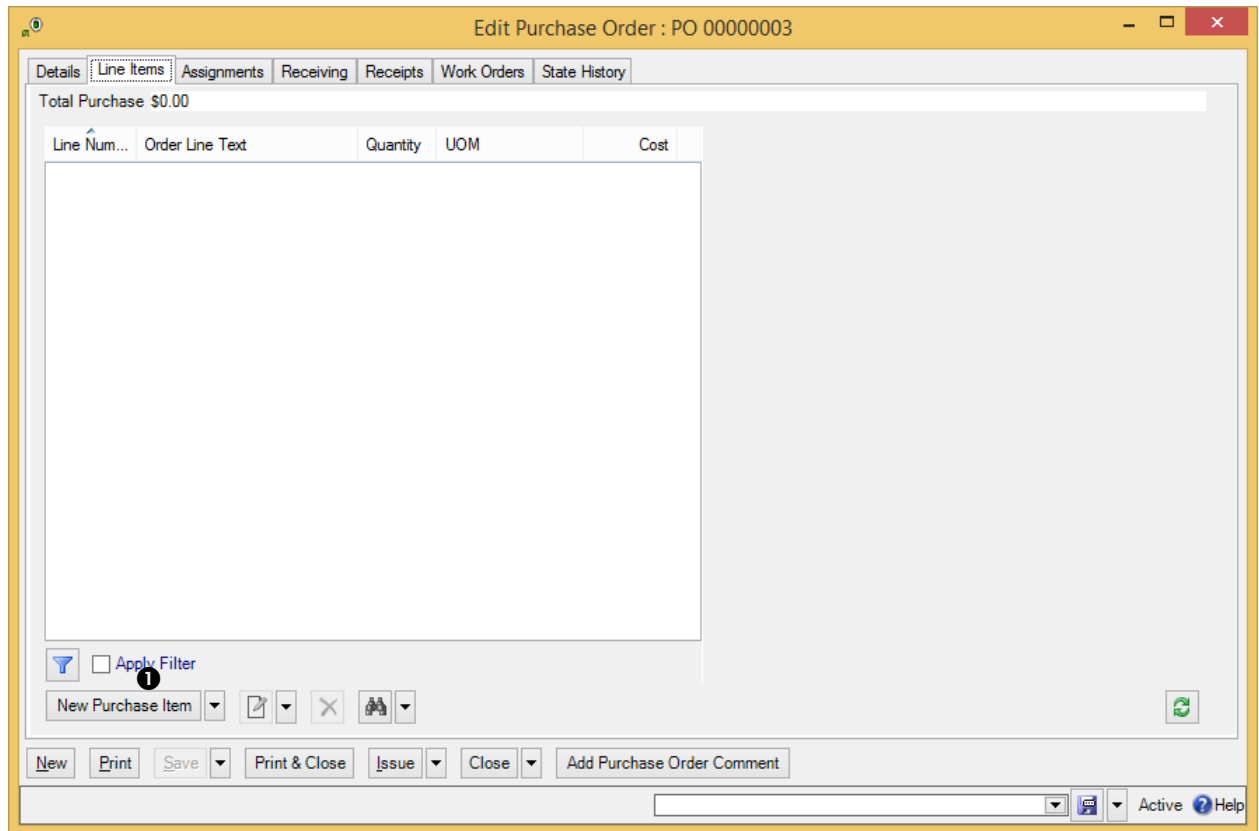 Edit Purchase Order : PO 00000003
Details Line Items Assignments Receiving Receipts Work Orders State History
Total Purchase $0.00
Line Num... Order Line Text Quantity UOM Cost
Apply Filter
1
New Purchase Item
New Print Save Print & Close Issue Close Add Purchase Order Comment
Active Help